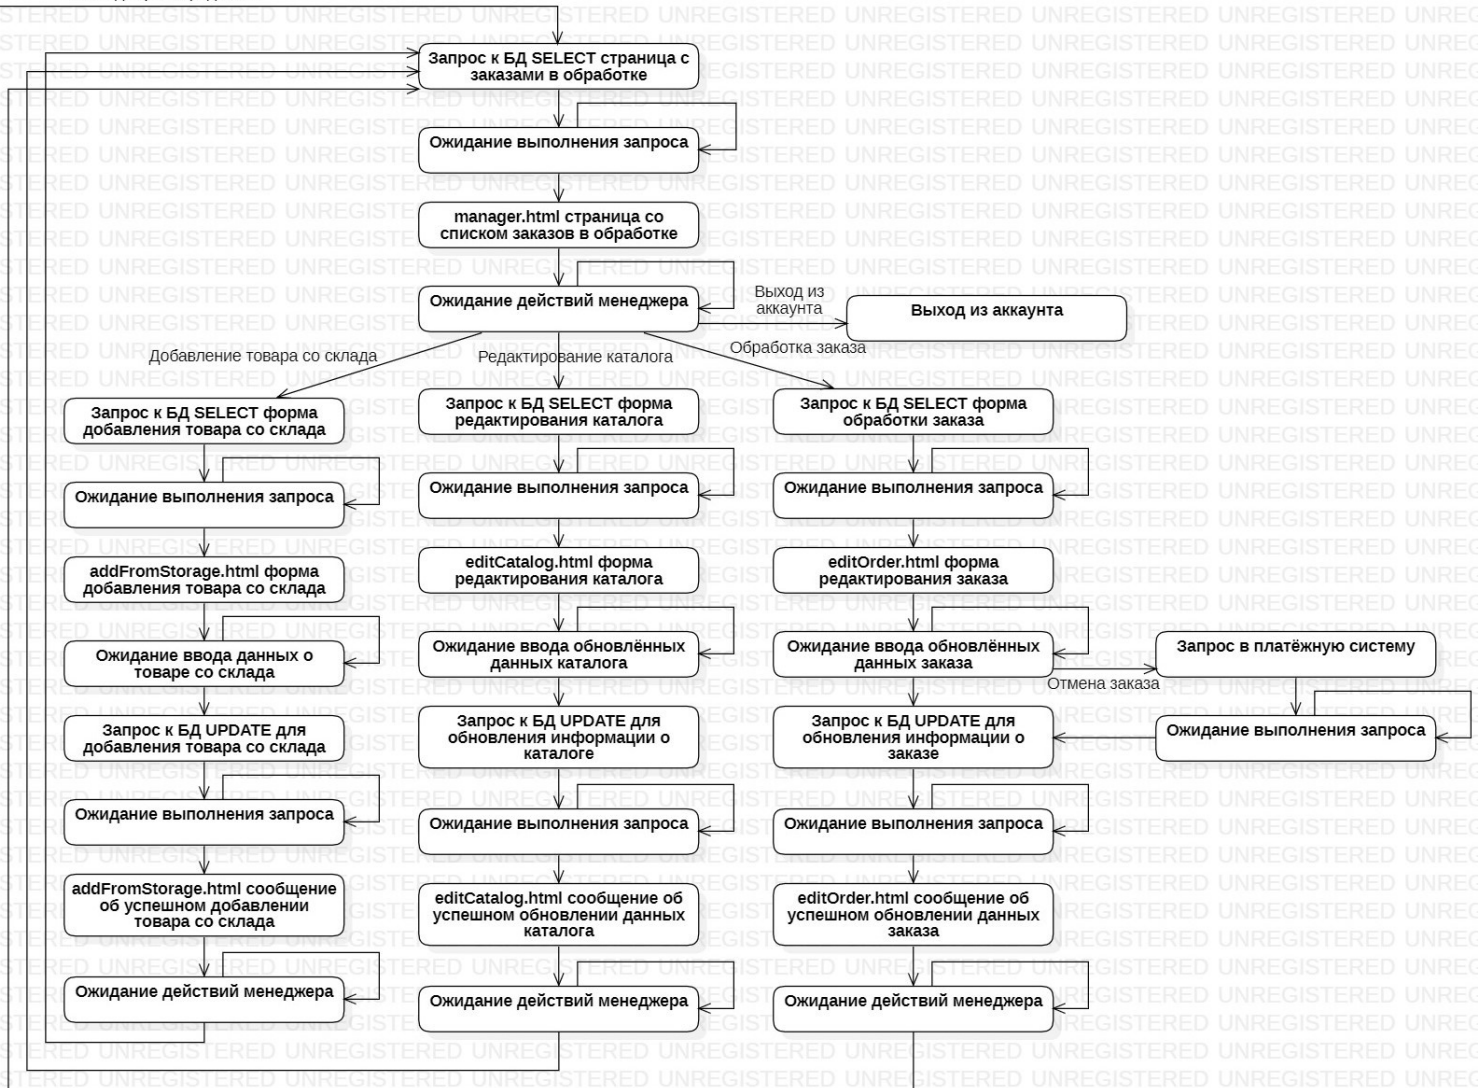 Запрос к БД SELECT страница с
заказами в обработке
Ожидание выполнения запроса
manager.html страница со
списком заказов в обработке
Ожидание действий менеджера
Выход из
аккаунта
Выход из аккаунта
Добавление товара со склада
Редактирование каталога
Обработка заказа
Запрос к БД SELECT форма
добавления товара со склада
Ожидание выполнения запроса
addFromStorage.html форма
добавления товара со склада
Ожидание ввода данных о
товаре со склада
Запрос к БД UPDATE для
добавления товара со склада
Ожидание выполнения запроса
addFromStorage.html сообщение
об успешном добавлении
товара со склада
Ожидание действий менеджера
Запрос к БД SELECT форма
редактирования каталога
Ожидание выполнения запроса
editCatalog.html форма
редактирования каталога
Ожидание ввода обновлённых
данных каталога
Запрос к БД UPDATE для
обновления информации о
каталоге
Ожидание выполнения запроса
editCatalog.html сообщение об
успешном обновлении данных
каталога
Ожидание действий менеджера
Запрос к БД SELECT форма
обработки заказа
Ожидание выполнения запроса
editOrder.html форма
редактирования заказа
Ожидание ввода обновлённых
данных заказа
Отмена заказа
Запрос в платёжную систему
Ожидание выполнения запроса
Запрос к БД UPDATE для
обновления информации о
заказе
Ожидание выполнения запроса
editOrder.html сообщение об
успешном обновлении данных
заказа
Ожидание действий менеджера
UNREGISTERED